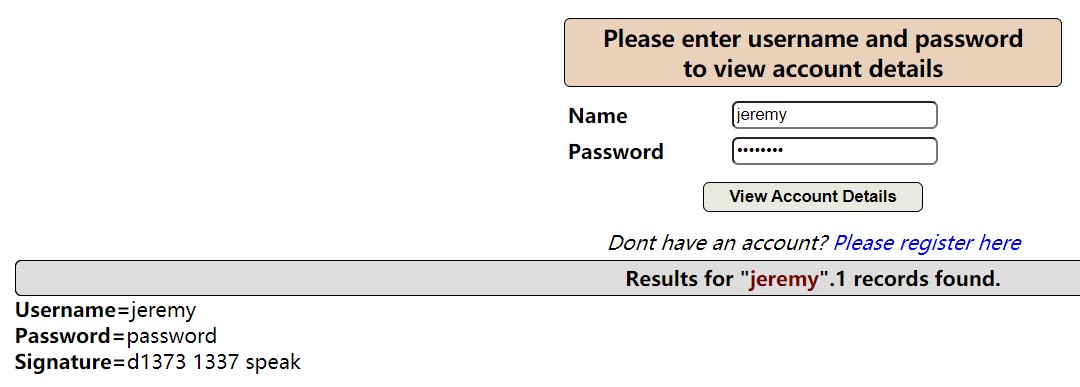 Please enter username and password
to view account details
Name jeremy
Password ••••••••
View Account Details
Dont have an account? Please register here
Results for "jeremy".1 records found.
Username=jeremy
Password=password
Signature=d1373 1337 speak